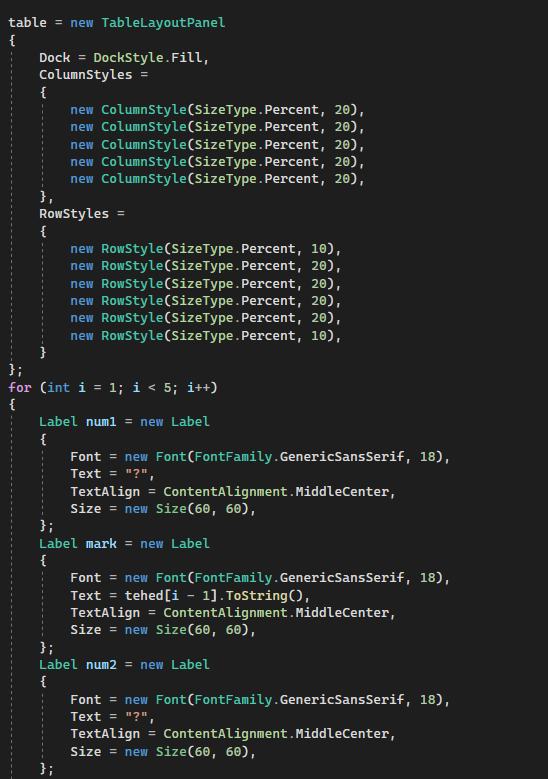 table = new TableLayoutPanel
{
    Dock = DockStyle.Fill,
    ColumnStyles =
    {
        new ColumnStyle(SizeType.Percent, 20),
        new ColumnStyle(SizeType.Percent, 20),
        new ColumnStyle(SizeType.Percent, 20),
        new ColumnStyle(SizeType.Percent, 20),
        new ColumnStyle(SizeType.Percent, 20),
    },
    RowStyles =
    {
        new RowStyle(SizeType.Percent, 10),
        new RowStyle(SizeType.Percent, 20),
        new RowStyle(SizeType.Percent, 20),
        new RowStyle(SizeType.Percent, 20),
        new RowStyle(SizeType.Percent, 20),
        new RowStyle(SizeType.Percent, 10),
    }
};
for (int i = 1; i < 5; i++)
{
    Label num1 = new Label
    {
        Font = new Font(FontFamily.GenericSansSerif, 18),
        Text = "?",
        TextAlign = ContentAlignment.MiddleCenter,
        Size = new Size(60, 60),
    };
    Label mark = new Label
    {
        Font = new Font(FontFamily.GenericSansSerif, 18),
        Text = tehed[i - 1].ToString(),
        TextAlign = ContentAlignment.MiddleCenter,
        Size = new Size(60, 60),
    };
    Label num2 = new Label
    {
        Font = new Font(FontFamily.GenericSansSerif, 18),
        Text = "?",
        TextAlign = ContentAlignment.MiddleCenter,
        Size = new Size(60, 60),
    };